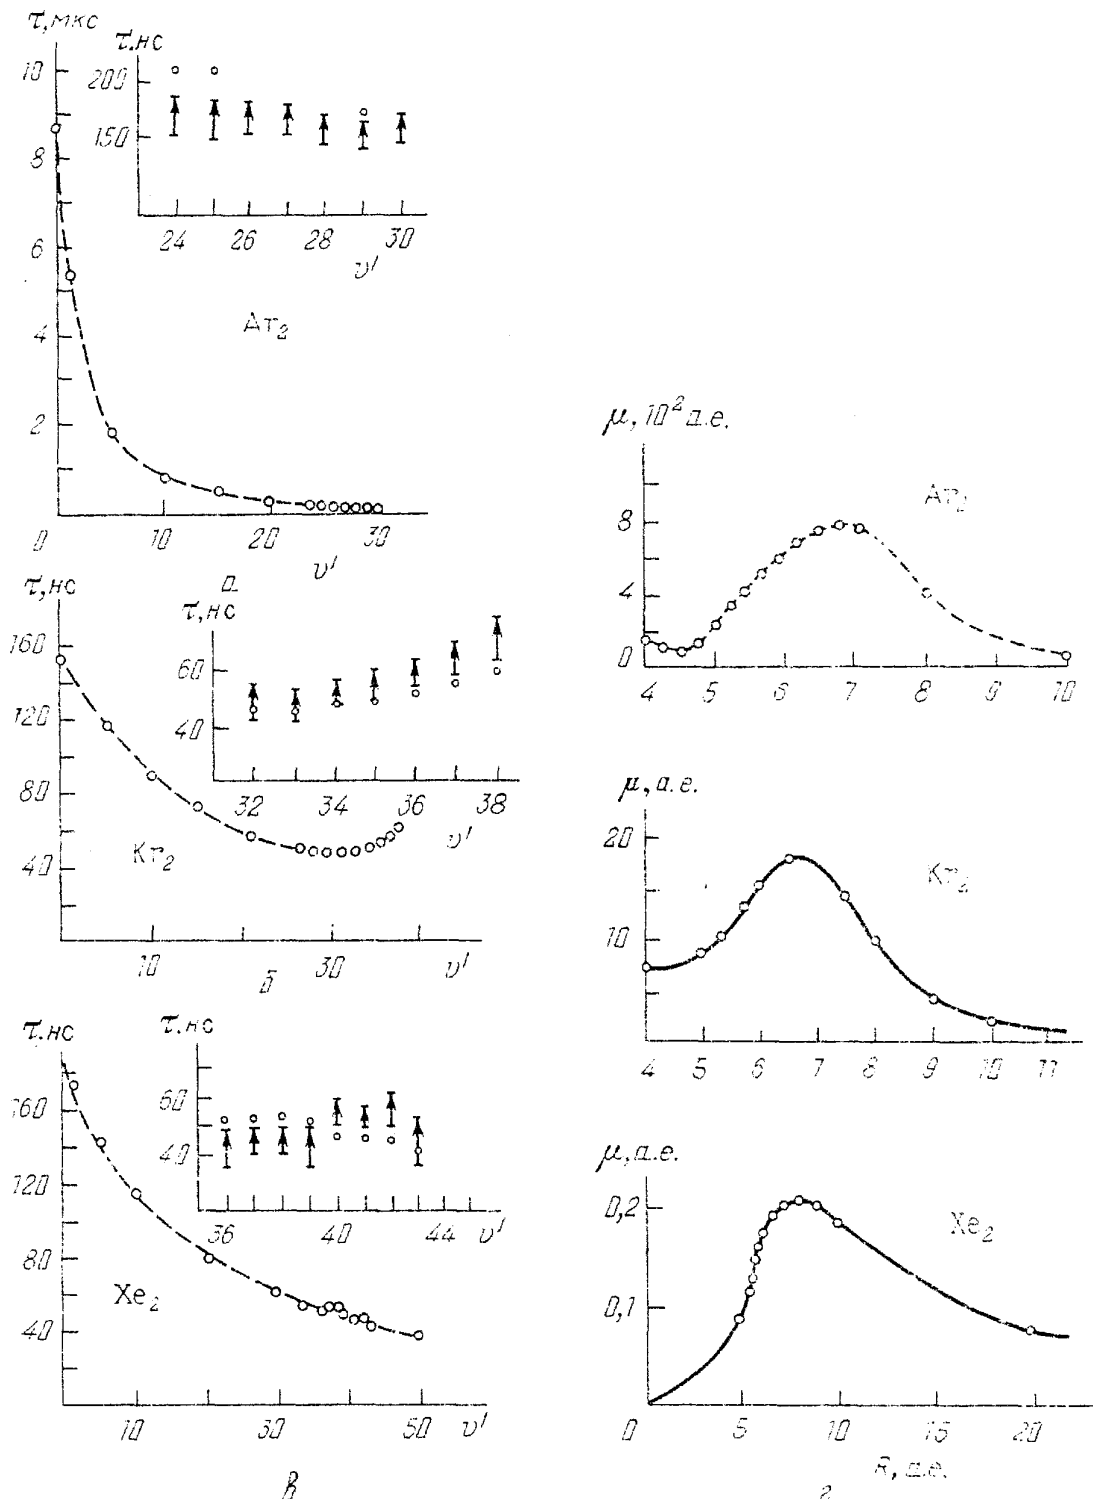 τ, мкс
τ, нс
10
200
150
8
24 26 28 30
υ'
6
Ar₂
4
2
0 10 20 30
υ'
а
τ, нс
160
120
80
40
Kr₂
10 30 υ'
τ, нс
60
40
32 34 36 38
υ'
б
τ, нс
160
120
80
40
Xe₂
10 30 50 υ'
τ, нс
60
40
36 40 44 υ'
в
μ, 10² а.е.
Ar₂
8
4
0
4 5 6 7 8 9 10
μ, а.е.
20
Kr₂
10
4 5 6 7 8 9 10 11
μ, а.е.
0,2
Xe₂
0,1
0 5 10 15 20
R, а.е.
г